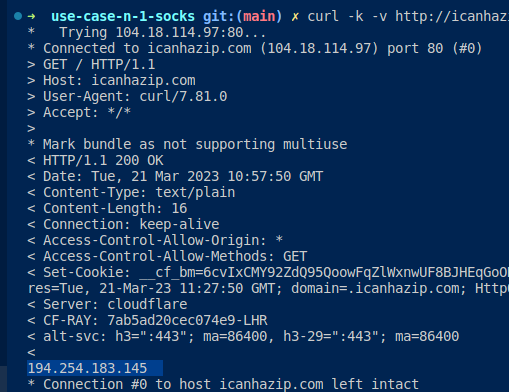 ➜ use-case-n-1-socks git:(main) ✗ curl -k -v http://icanhazi
* Trying 104.18.114.97:80...
* Connected to icanhazip.com (104.18.114.97) port 80 (#0)
> GET / HTTP/1.1
> Host: icanhazip.com
> User-Agent: curl/7.81.0
> Accept: */*
>
* Mark bundle as not supporting multiuse
< HTTP/1.1 200 OK
< Date: Tue, 21 Mar 2023 10:57:50 GMT
< Content-Type: text/plain
< Content-Length: 16
< Connection: keep-alive
< Access-Control-Allow-Origin: *
< Access-Control-Allow-Methods: GET
< Set-Cookie: __cf_bm=6cvIxCMY92ZdQ95QoowFqZlWxnwUF8BJHEqGoO
res=Tue, 21-Mar-23 11:27:50 GMT; domain=.icanhazip.com; Http
< Server: cloudflare
< CF-RAY: 7ab5ad20cec074e9-LHR
< alt-svc: h3=":443"; ma=86400, h3-29=":443"; ma=86400
<
194.254.183.145
* Connection #0 to host icanhazip.com left intact